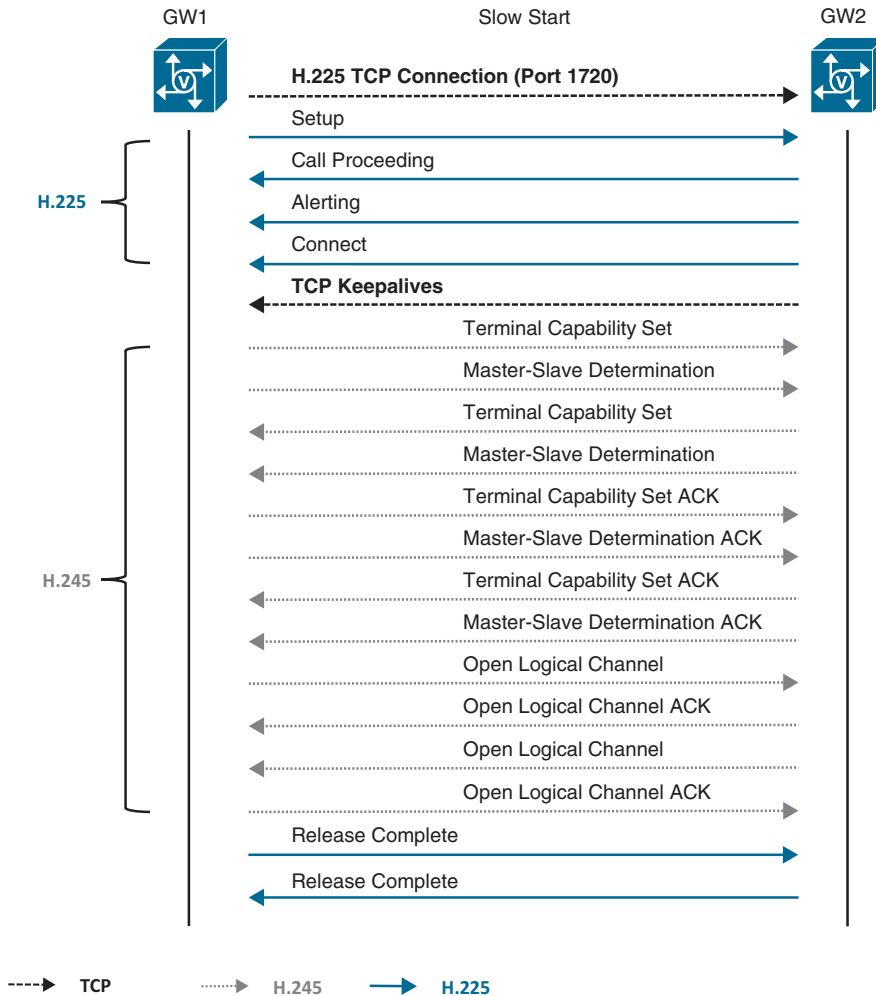 GW1 Slow Start GW2
V V
H.225 TCP Connection (Port 1720)
Setup
Call Proceeding
H.225
Alerting
Connect
TCP Keepalives
Terminal Capability Set
Master-Slave Determination
Terminal Capability Set
Master-Slave Determination
Terminal Capability Set ACK
Master-Slave Determination ACK
H.245
Terminal Capability Set ACK
Master-Slave Determination ACK
Open Logical Channel
Open Logical Channel ACK
Open Logical Channel
Open Logical Channel ACK
Release Complete
Release Complete
TCP H.245 H.225